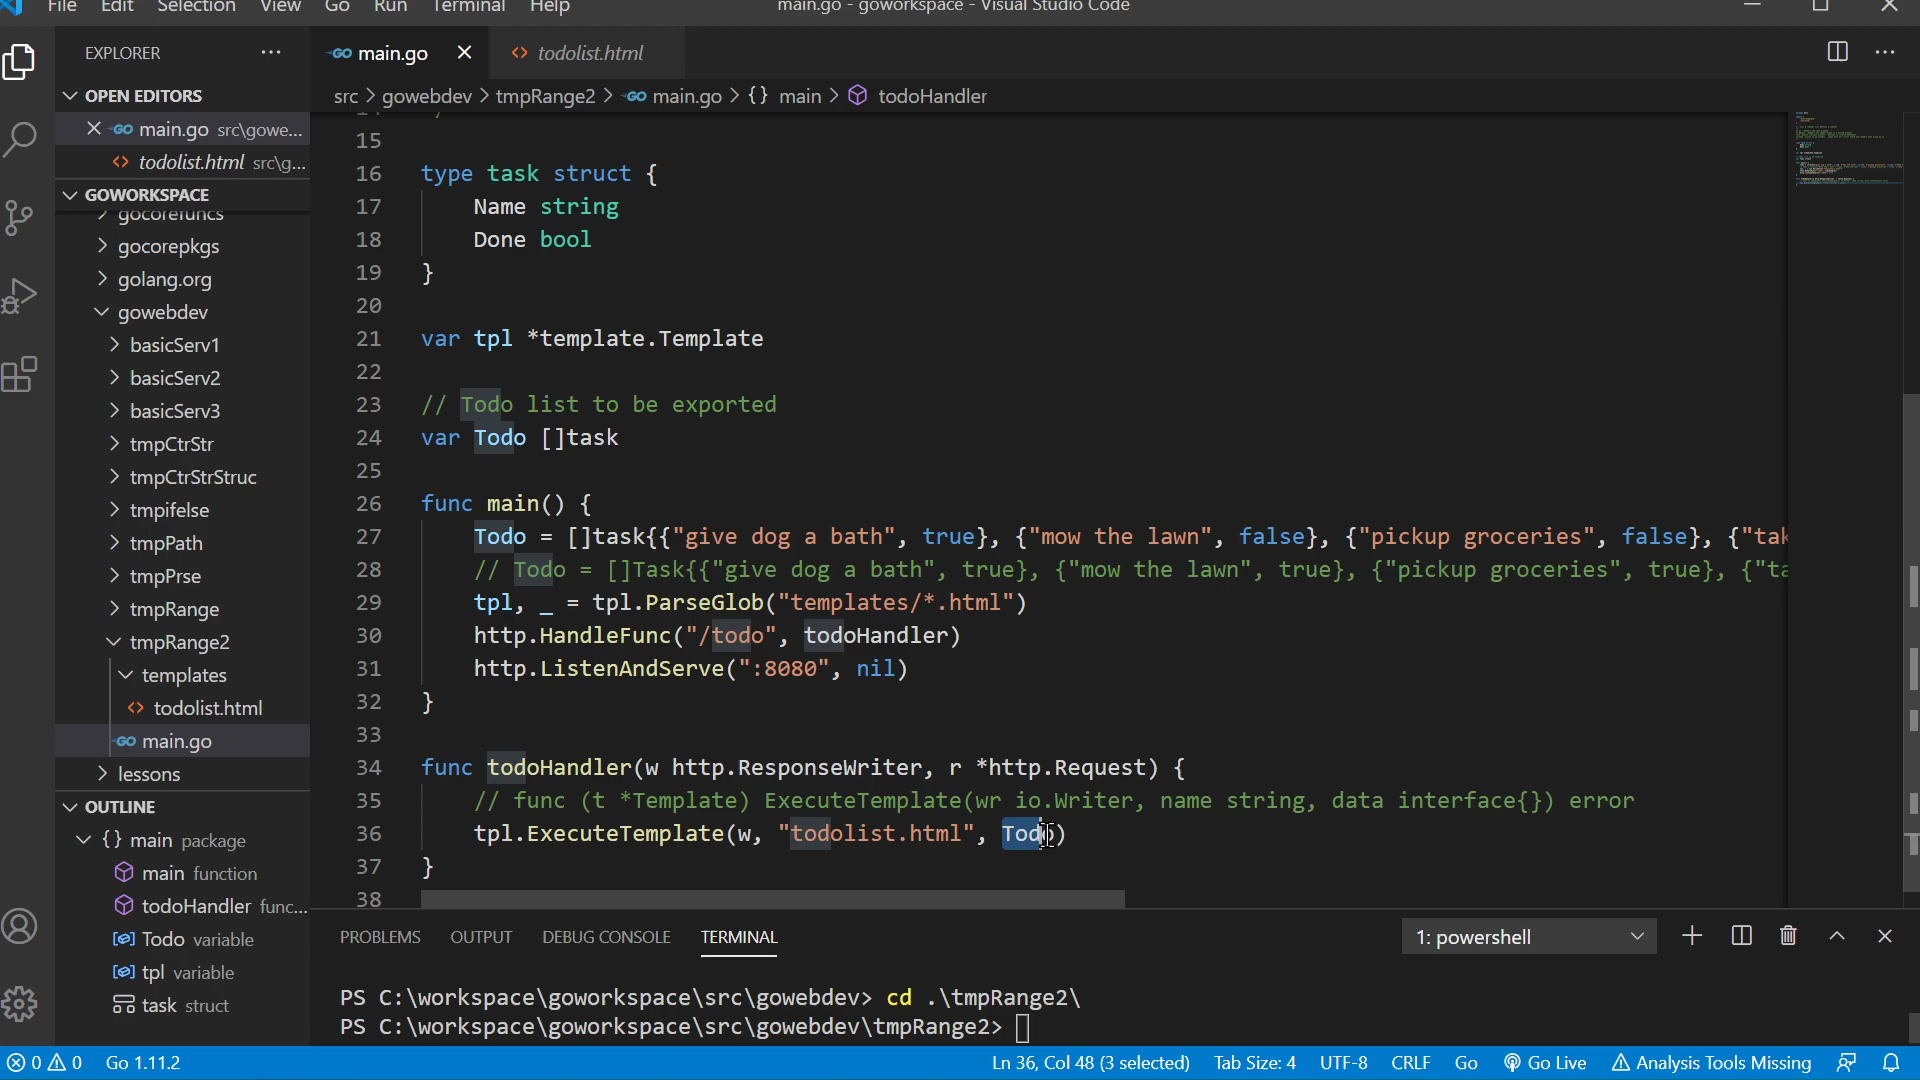 File Edit Selection View Go Run Terminal Help
main.go - goworkspace - Visual Studio Code
EXPLORER
OPEN EDITORS
main.go src\gowe...
todolist.html src\g...
GOWORKSPACE
gocorefuncs
gocorepkgs
golang.org
gowebdev
basicServ1
basicServ2
basicServ3
tmpCtrStr
tmpCtrStrStruc
tmpifelse
tmpPath
tmpPrse
tmpRange
tmpRange2
templates
todolist.html
main.go
lessons
OUTLINE
{} main package
main function
todoHandler func...
Todo variable
tpl variable
task struct
main.go
todolist.html
src > gowebdev > tmpRange2 > main.go > {} main > todoHandler
15
16 type task struct {
17 Name string
18 Done bool
19 }
20
21 var tpl *template.Template
22
23 // Todo list to be exported
24 var Todo []task
25
26 func main() {
27 Todo = []task{{"give dog a bath", true}, {"mow the lawn", false}, {"pickup groceries", false}, {"tak
28 // Todo = []Task{{"give dog a bath", true}, {"mow the lawn", true}, {"pickup groceries", true}, {"ta
29 tpl, _ = tpl.ParseGlob("templates/*.html")
30 http.HandleFunc("/todo", todoHandler)
31 http.ListenAndServe(":8080", nil)
32 }
33
34 func todoHandler(w http.ResponseWriter, r *http.Request) {
35 // func (t *Template) ExecuteTemplate(wr io.Writer, name string, data interface{}) error
36 tpl.ExecuteTemplate(w, "todolist.html", Todo)
37 }
38
PROBLEMS OUTPUT DEBUG CONSOLE TERMINAL
1: powershell
PS C:\workspace\goworkspace\src\gowebdev> cd .\tmpRange2\
PS C:\workspace\goworkspace\src\gowebdev\tmpRange2>
0 0 Go 1.11.2
Ln 36, Col 48 (3 selected) Tab Size: 4 UTF-8 CRLF Go Go Live Analysis Tools Missing